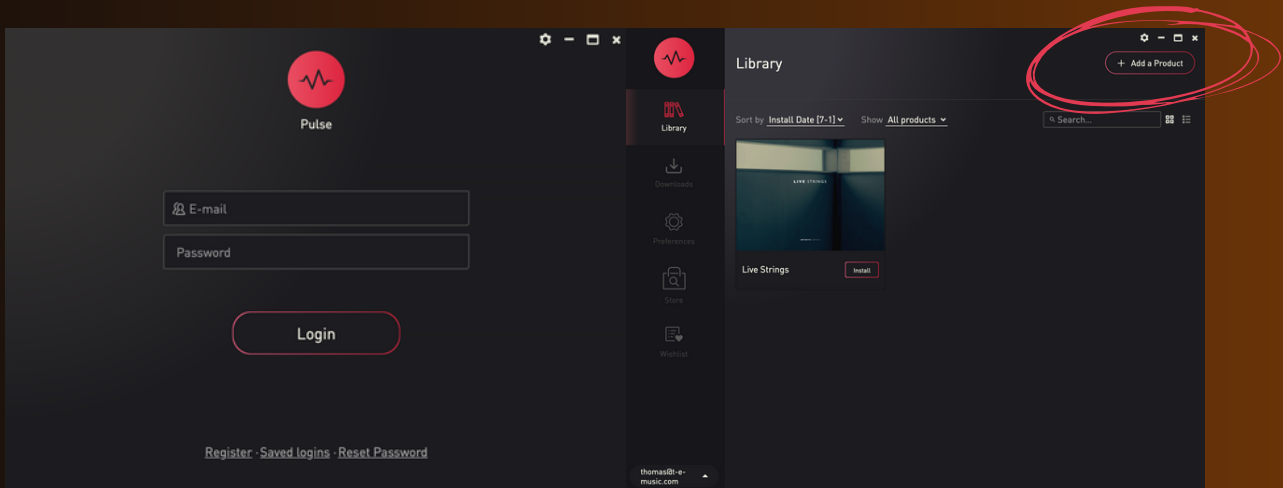 Pulse
E-mail
Password
Login
Register · Saved logins · Reset Password
Library
Downloads
Preferences
Store
Wishlist
thomas@t-e-
music.com
Library
+ Add a Product
Sort by Install Date [7-1]
Show All products
Search...
LIVE STRINGS
Live Strings
Install